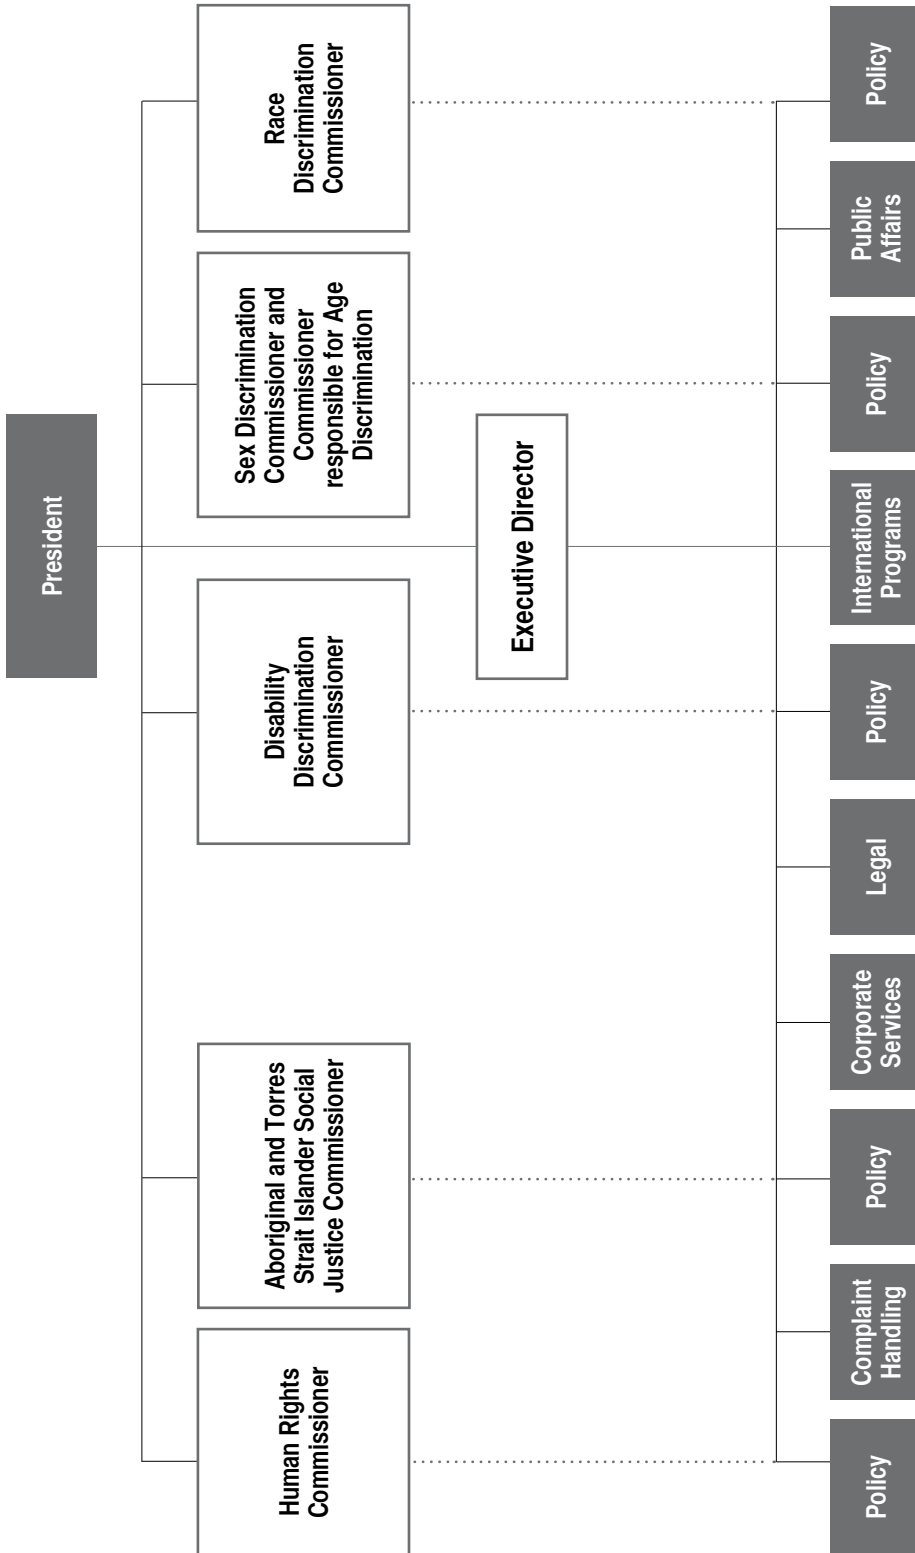 President
Human Rights
Commissioner
Aboriginal and Torres
Strait Islander Social
Justice Commissioner
Disability
Discrimination
Commissioner
Sex Discrimination
Commissioner and
Commissioner
responsible for Age
Discrimination
Race
Discrimination
Commissioner
Executive Director
Policy
Complaint
Handling
Policy
Corporate
Services
Legal
Policy
International
Programs
Policy
Public
Affairs
Policy